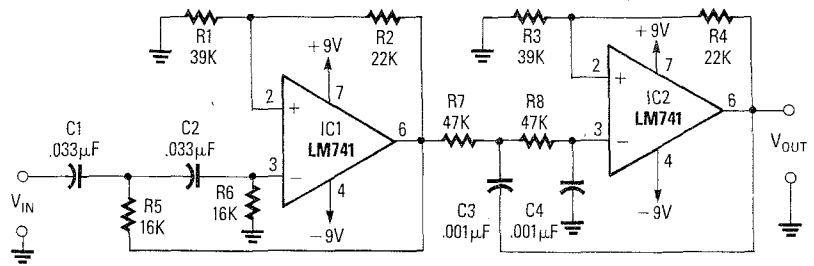 R1
39K
R2
22K
+9V
7
2
+
IC1
LM741
6
3
−
4
−9V
C1
.033µF
C2
.033µF
VIN
R5
16K
R6
16K
R7
47K
R8
47K
C3
.001µF
C4
.001µF
R3
39K
R4
22K
+9V
7
2
+
IC2
LM741
6
3
−
4
−9V
VOUT